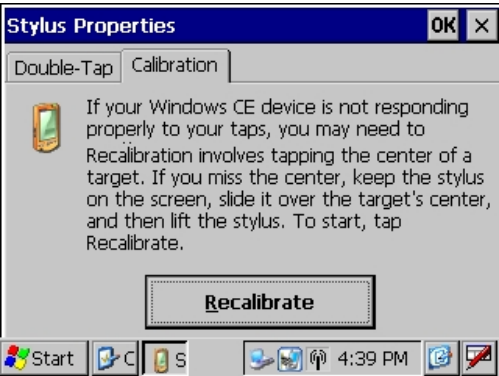 Stylus Properties OK ×
Double-Tap Calibration
If your Windows CE device is not responding
properly to your taps, you may need to
Recalibration involves tapping the center of a
target. If you miss the center, keep the stylus
on the screen, slide it over the target's center,
and then lift the stylus. To start, tap
Recalibrate.
Recalibrate
Start C S 4:39 PM